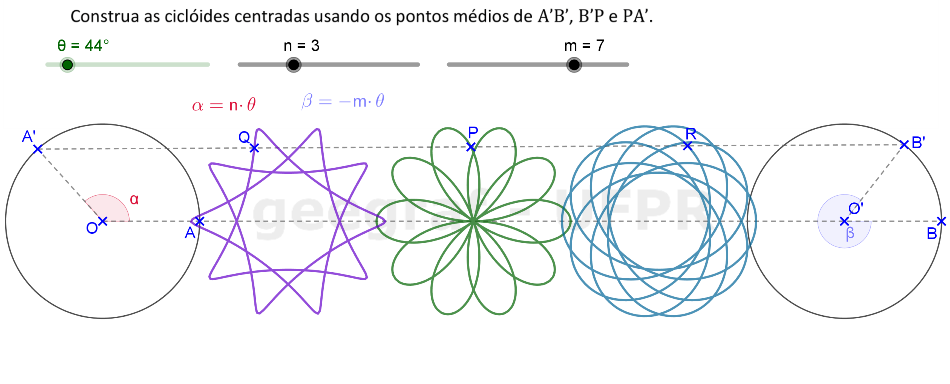 Construa as ciclóides centradas usando os pontos médios de A'B', B'P e PA'.
θ = 44° n = 3 m = 7
α = n·θ β = −m·θ
A' Q P R B'
α
O A O' B
β